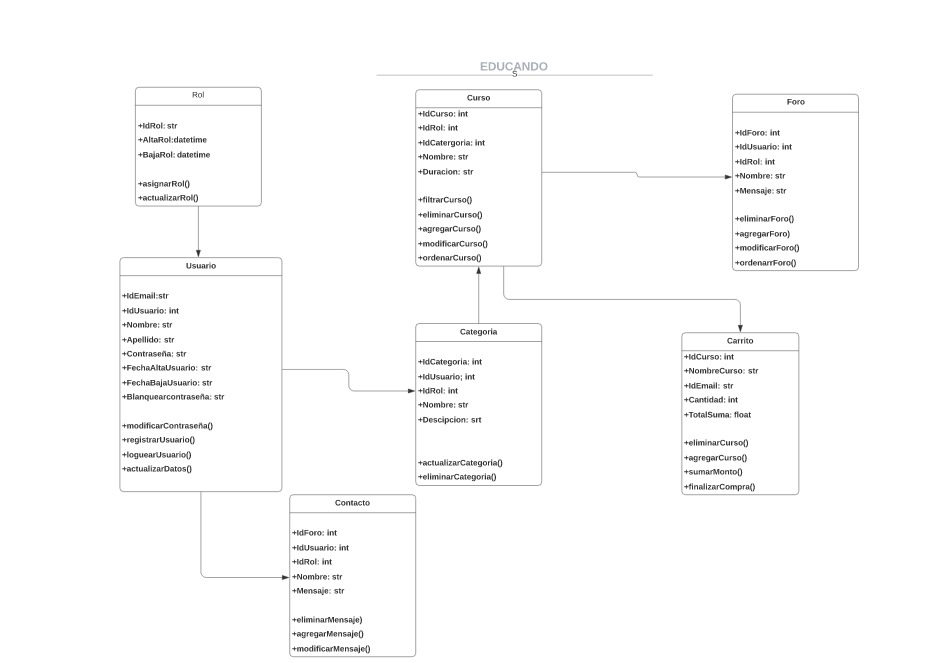 EDUCANDO
S
Rol
+IdRol: str
+AltaRol:datetime
+BajaRol: datetime
+asignarRol()
+actualizarRol()
Curso
+IdCurso: int
+IdRol: int
+IdCatergoria: int
+Nombre: str
+Duracion: str
+filtrarCurso()
+eliminarCurso()
+agregarCurso()
+modificarCurso()
+ordenarCurso()
Foro
+IdForo: int
+IdUsuario: int
+IdRol: int
+Nombre: str
+Mensaje: str
+eliminarForo()
+agregarForo)
+modificarForo()
+ordenarrForo()
Usuario
+IdEmail:str
+IdUsuario: int
+Nombre: str
+Apellido: str
+Contraseña: str
+FechaAltaUsuario: str
+FechaBajaUsuario: str
+Blanquearcontraseña: str
+modificarContraseña()
+registrarUsuario()
+loguearUsuario()
+actualizarDatos()
Categoria
+IdCategoria: int
+IdUsuario; int
+IdRol: int
+Nombre: str
+Descipcion: srt
+actualizarCategoria()
+eliminarCategoria()
Carrito
+IdCurso: int
+NombreCurso: str
+IdEmail: str
+Cantidad: int
+TotalSuma: float
+eliminarCurso()
+agregarCurso()
+sumarMonto()
+finalizarCompra()
Contacto
+IdForo: int
+IdUsuario: int
+IdRol: int
+Nombre: str
+Mensaje: str
+eliminarMensaje)
+agregarMensaje()
+modificarMensaje()